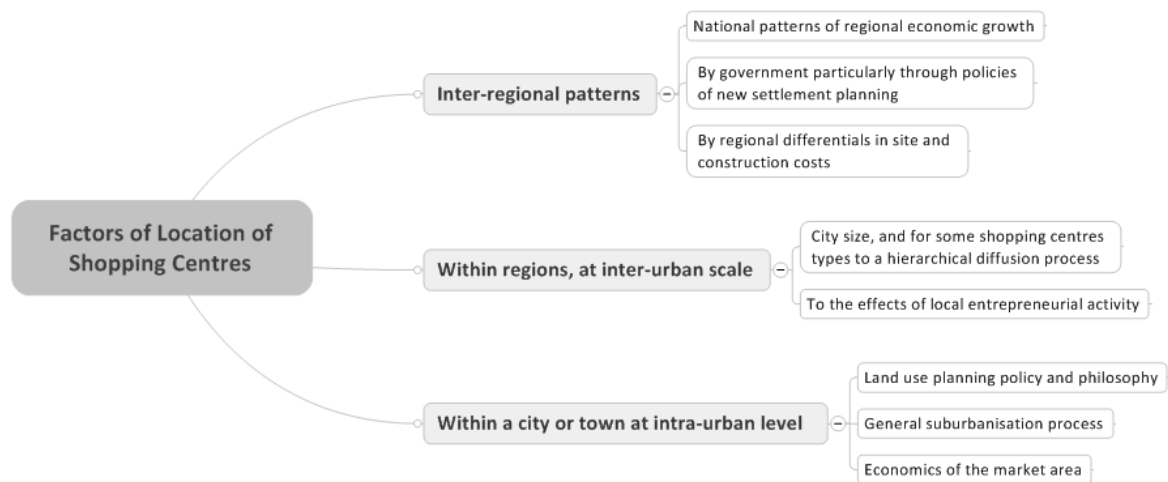 Factors of Location of
Shopping Centres
Inter-regional patterns
National patterns of regional economic growth
By government particularly through policies
of new settlement planning
By regional differentials in site and
construction costs
Within regions, at inter-urban scale
City size, and for some shopping centres
types to a hierarchical diffusion process
To the effects of local entrepreneurial activity
Within a city or town at intra-urban level
Land use planning policy and philosophy
General suburbanisation process
Economics of the market area